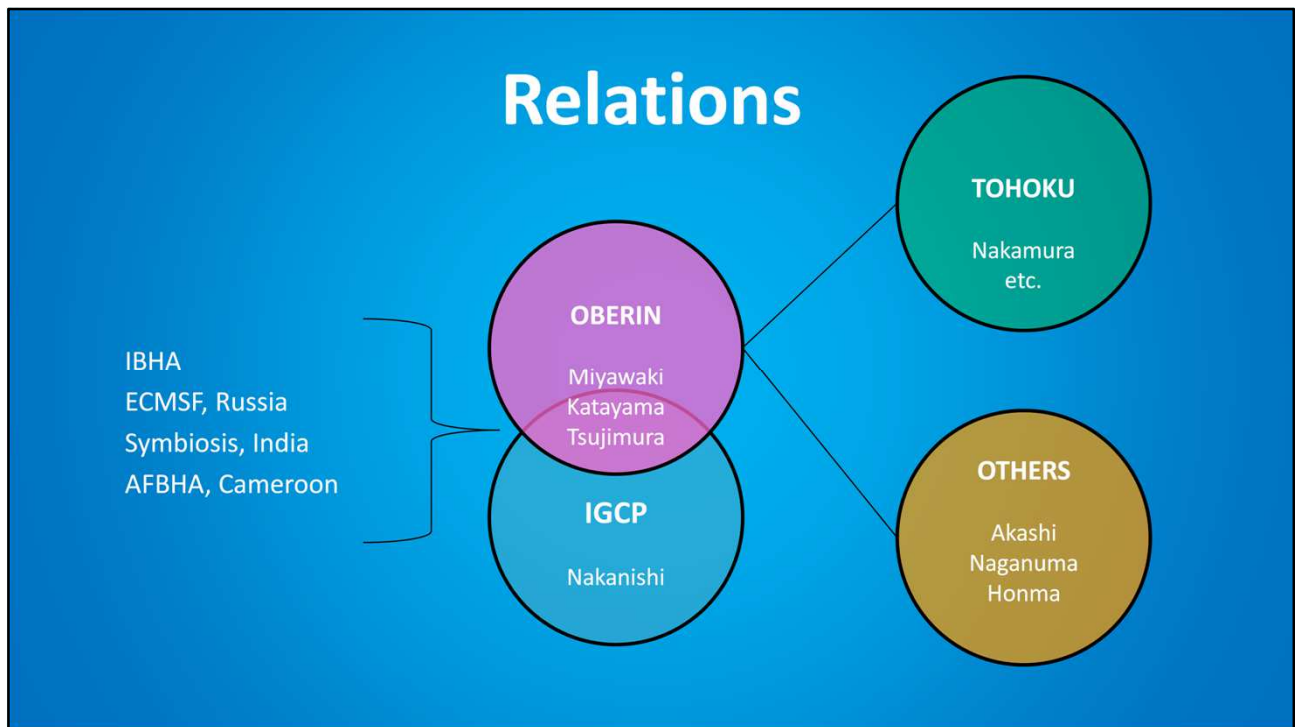 Relations
IBHA
ECMSF, Russia
Symbiosis, India
AFBHA, Cameroon
OBERIN
Miyawaki
Katayama
Tsujimura
IGCP
Nakanishi
TOHOKU
Nakamura
etc.
OTHERS
Akashi
Naganuma
Honma